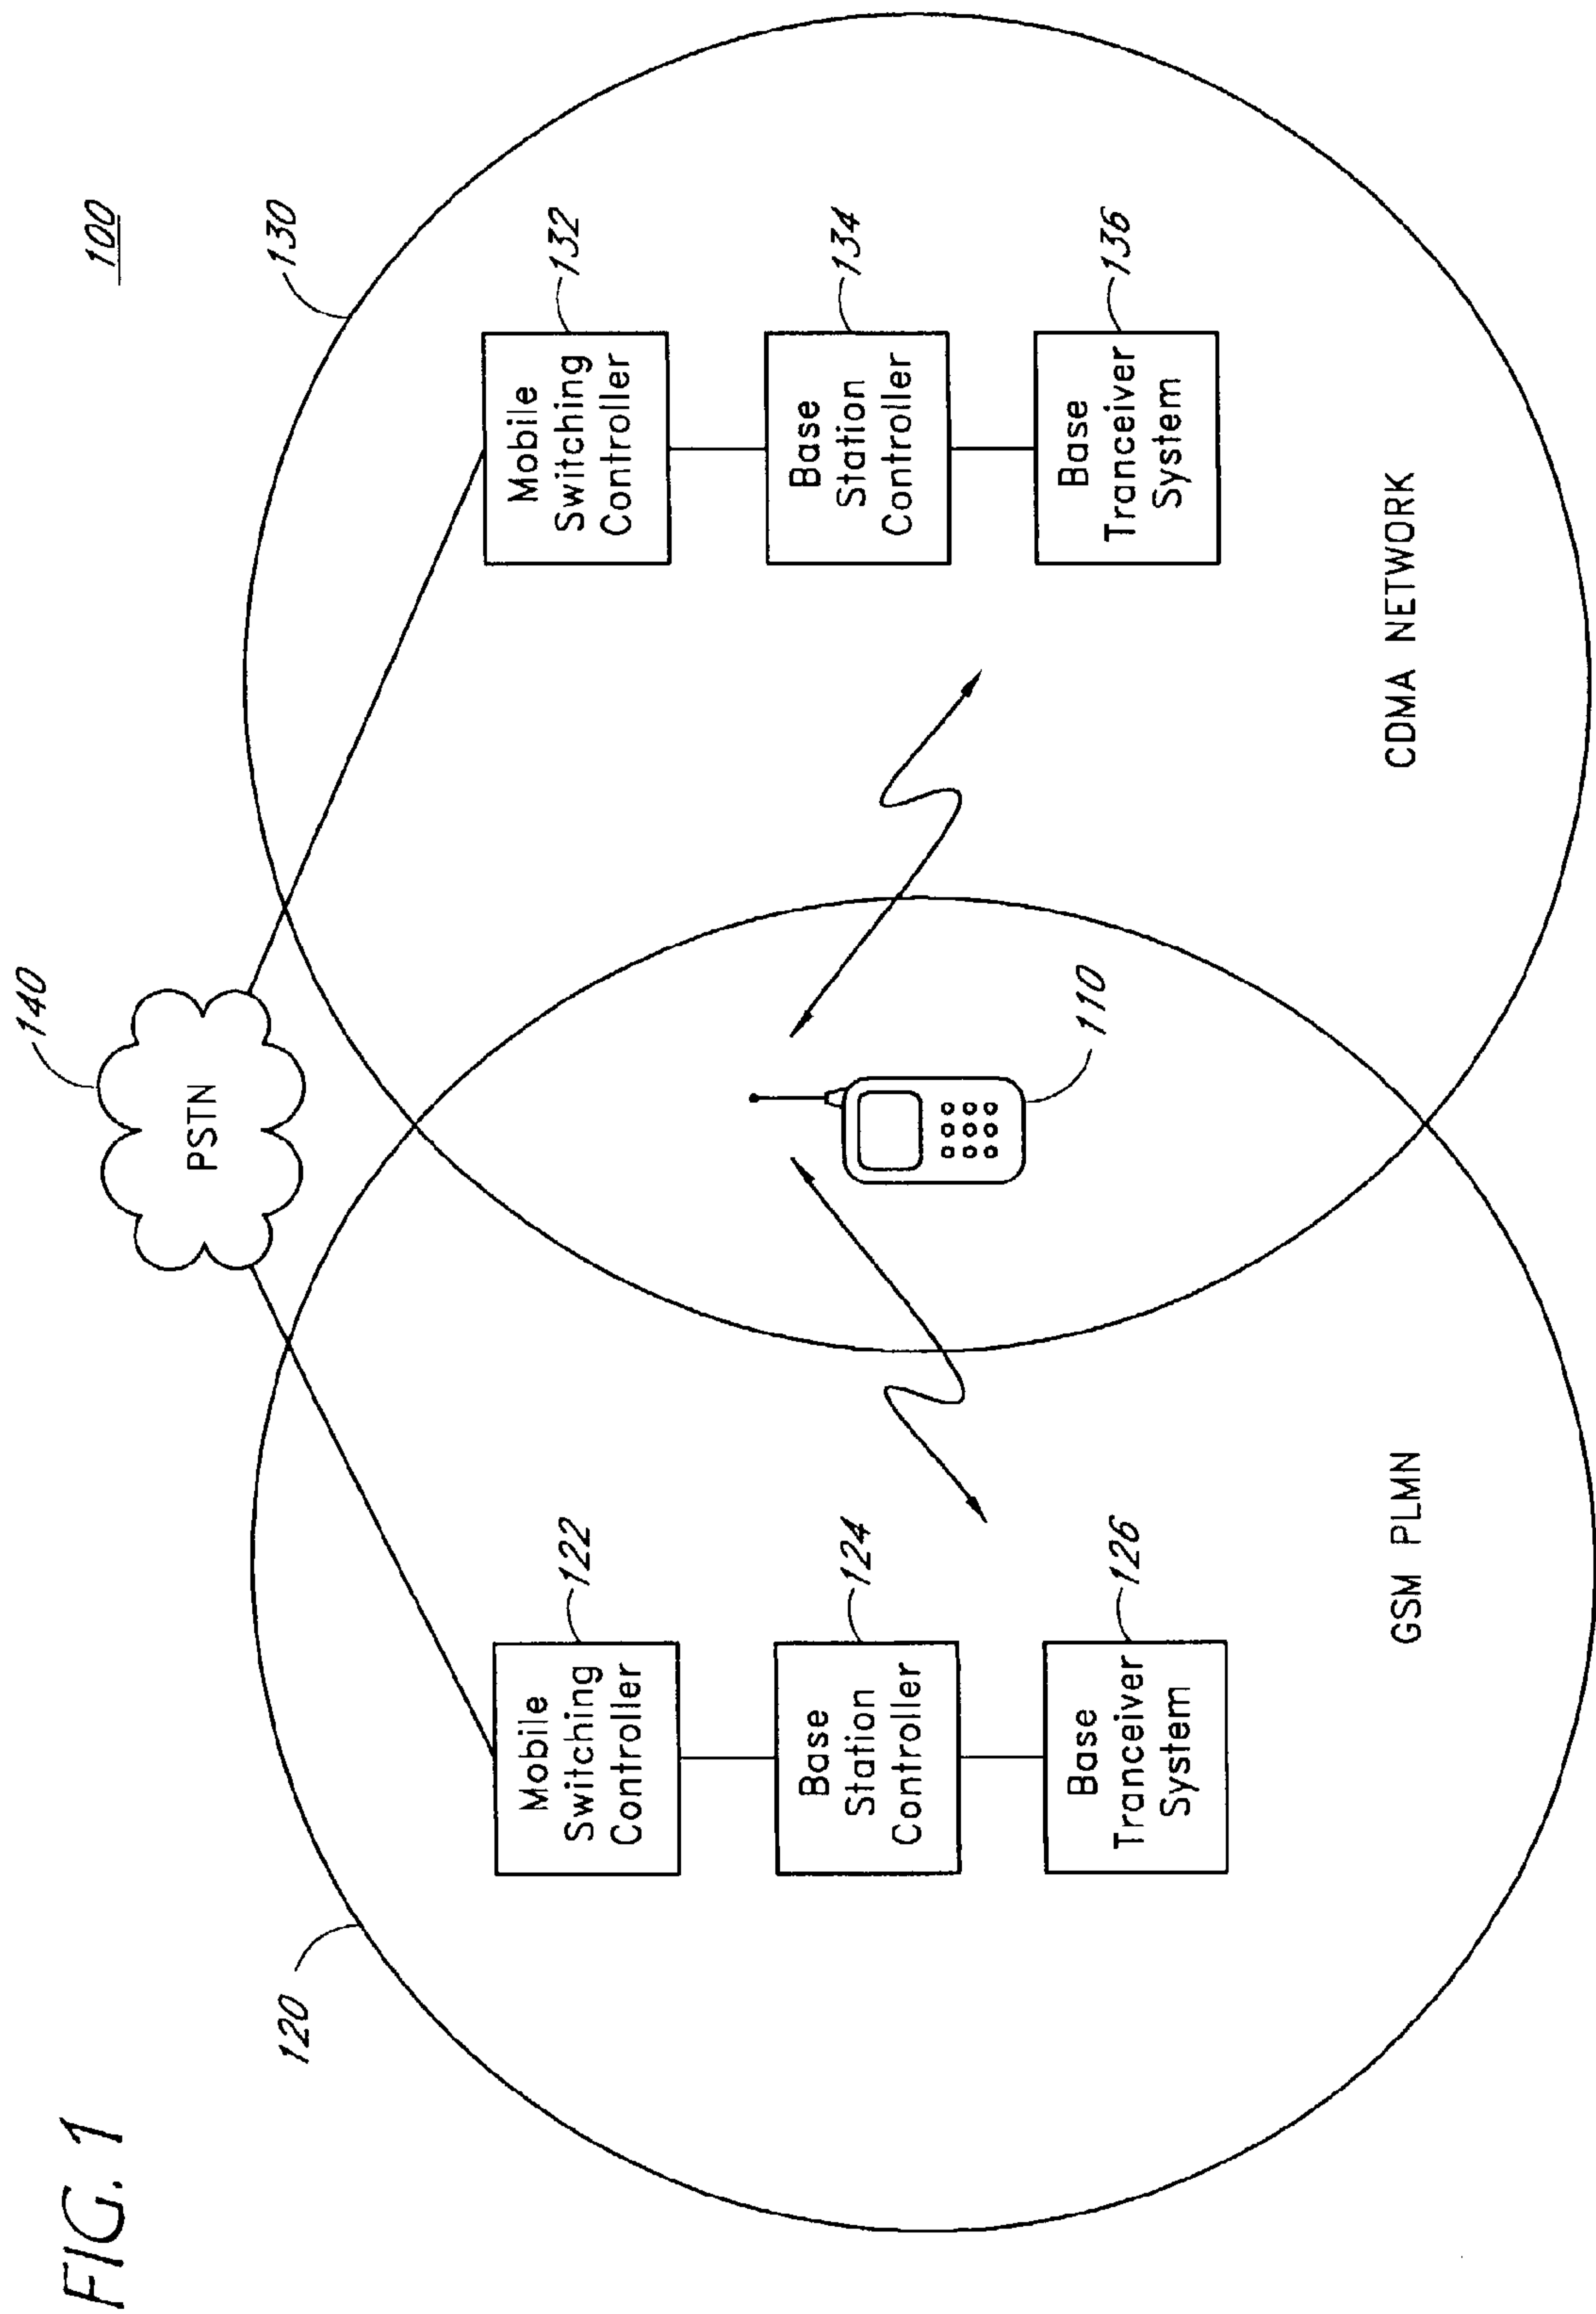 FIG. 1
100
140
PSTN
120
130
Mobile
Switching
Controller
122
Base
Station
Controller
124
Base
Tranceiver
System
126
GSM PLMN
110
Mobile
Switching
Controller
132
Base
Station
Controller
134
Base
Tranceiver
System
136
CDMA NETWORK